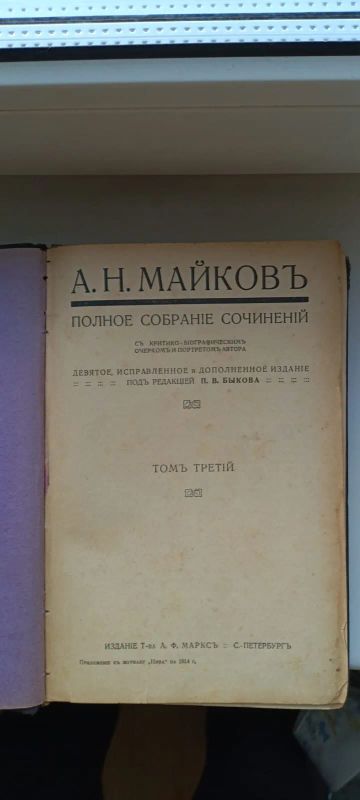 А. Н. МАЙКОВЪ
ПОЛНОЕ СОБРАНІЕ СОЧИНЕНІЙ
СЪ КРИТИКО-БІОГРАФИЧЕСКИМЪ
ОЧЕРКОМЪ И ПОРТРЕТОМЪ АВТОРА
ДЕВЯТОЕ, ИСПРАВЛЕННОЕ и ДОПОЛНЕННОЕ ИЗДАНІЕ
:: :: :: :: ПОДЪ РЕДАКЦІЕЙ П. В. БЫКОВА :: :: :: ::
ТОМЪ ТРЕТІЙ
ИЗДАНІЕ Т-ва А. Ф. МАРКСЪ :: С.-ПЕТЕРБУРГЪ
Приложеніе къ журналу „Нива“ на 1914 г.